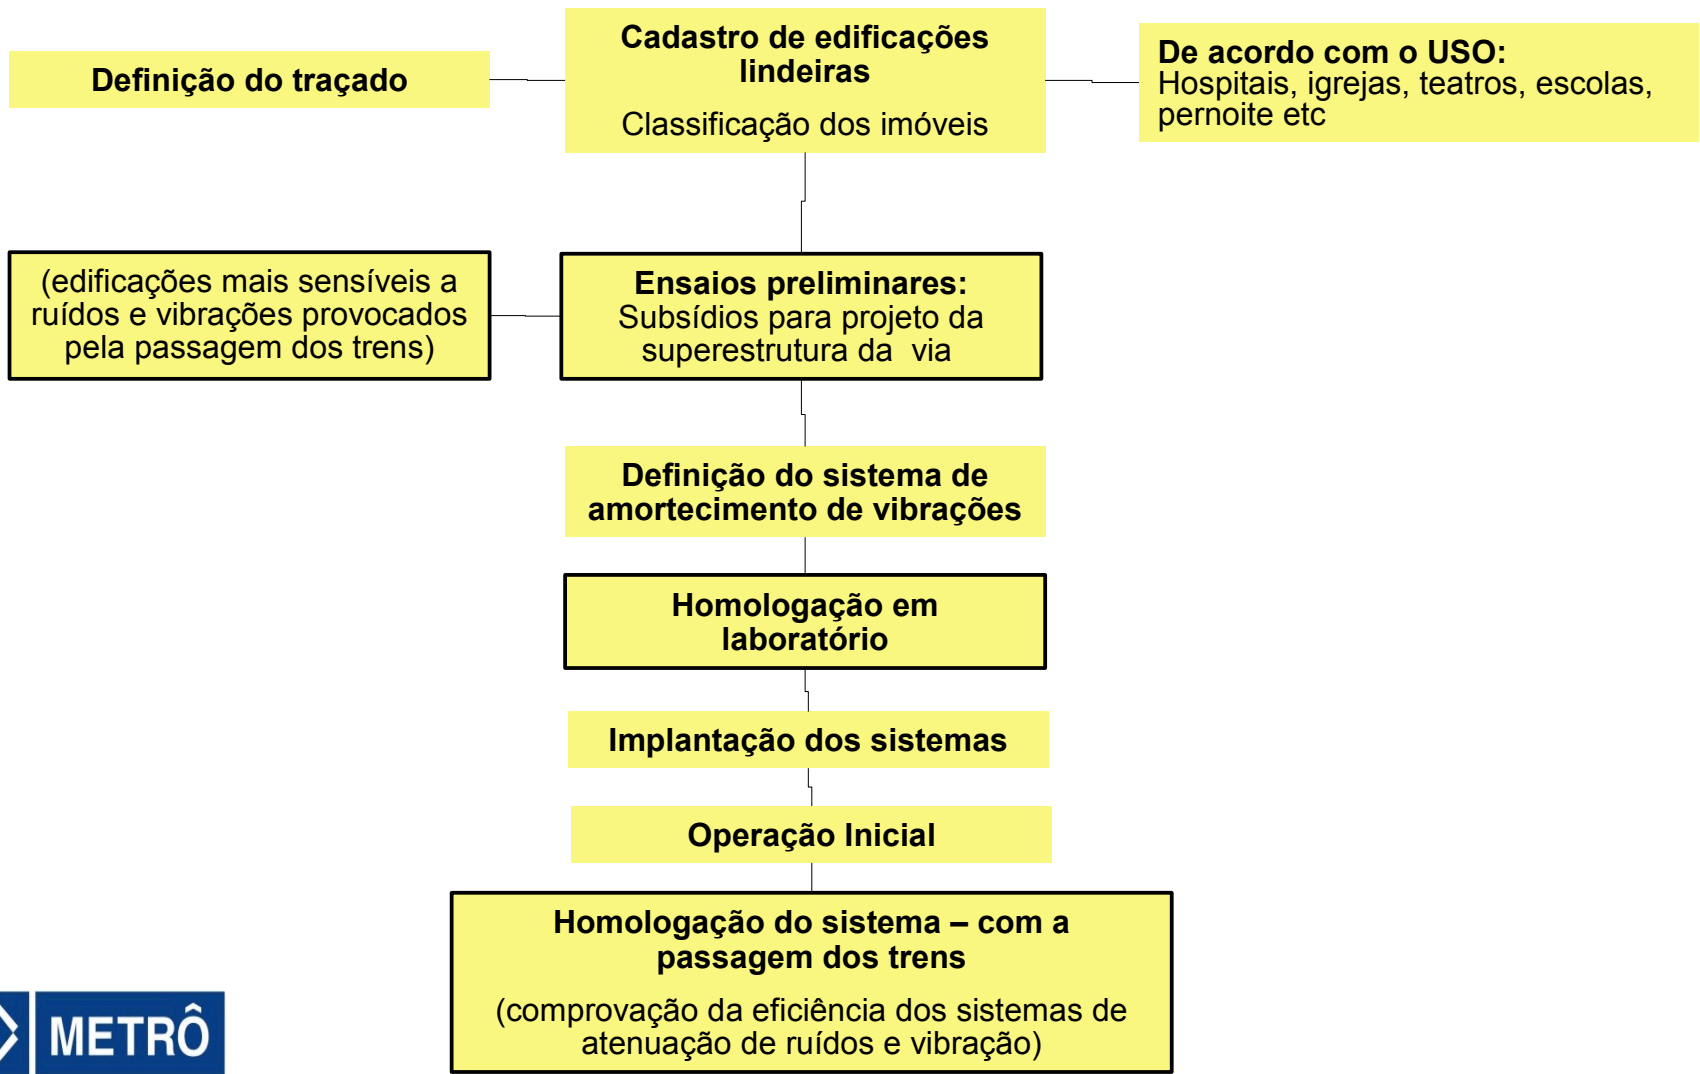 Definição do traçado
Cadastro de edificações
lindeiras
Classificação dos imóveis
De acordo com o USO:
Hospitais, igrejas, teatros, escolas,
pernoite etc
(edificações mais sensíveis a
ruídos e vibrações provocados
pela passagem dos trens)
Ensaios preliminares:
Subsídios para projeto da
superestrutura da via
Definição do sistema de
amortecimento de vibrações
Homologação em
laboratório
Implantação dos sistemas
Operação Inicial
Homologação do sistema – com a
passagem dos trens
(comprovação da eficiência dos sistemas de
atenuação de ruídos e vibração)
METRÔ